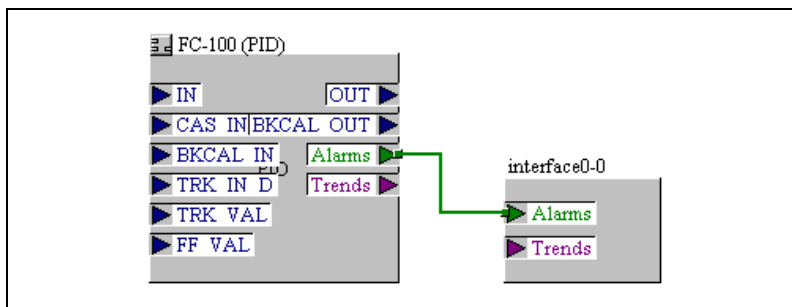 FC-100 (PID)
IN OUT
CAS IN BKCAL OUT
BKCAL IN Alarms
PID
TRK IN D Trends
TRK VAL
FF VAL
interface0-0
Alarms
Trends